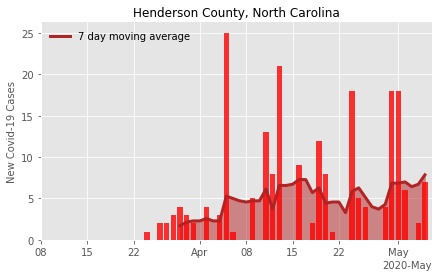 Henderson County, North Carolina
7 day moving average
New Covid-19 Cases
25
20
15
10
5
0
08 15 22 Apr 08 15 22 May
2020-May